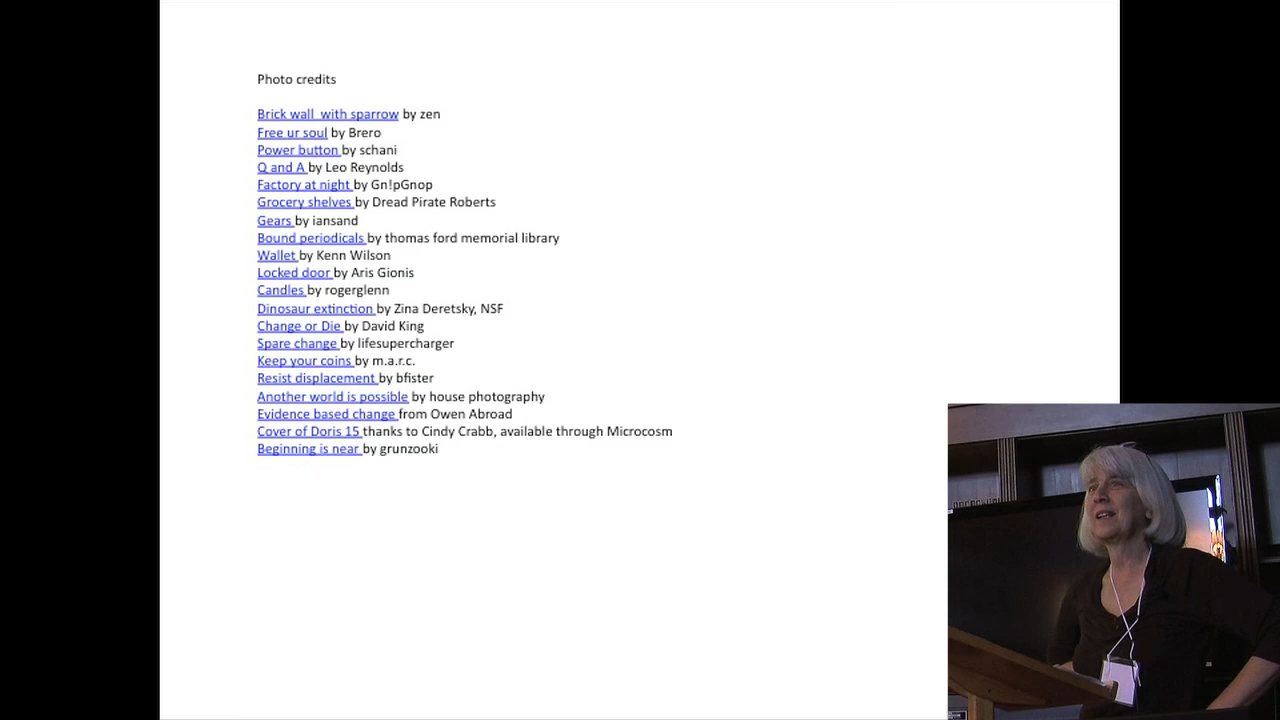 Photo credits
Brick wall  with sparrow by zen
Free ur soul by Brero
Power button by schani
Q and A by Leo Reynolds
Factory at night by Gn!pGnop
Grocery shelves by Dread Pirate Roberts
Gears by iansand
Bound periodicals by thomas ford memorial library
Wallet by Kenn Wilson
Locked door by Aris Gionis
Candles by rogerglenn
Dinosaur extinction by Zina Deretsky, NSF
Change or Die by David King
Spare change by lifesupercharger
Keep your coins by m.a.r.c.
Resist displacement by bfister
Another world is possible by house photography
Evidence based change from Owen Abroad
Cover of Doris 15 thanks to Cindy Crabb, available through Microcosm
Beginning is near by grunzooki